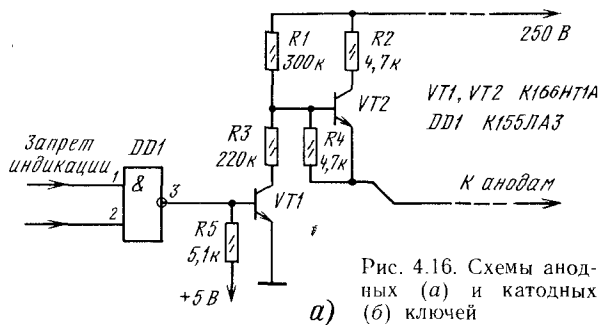 R1
300к
R2
4,7к
250 В
VT2
VT1, VT2 К166НТ1А
DD1 К155ЛА3
R3
220к
R4
4,7к
Запрет
индикации
DD1
1
&
2
3
VT1
К анодам
R5
5,1к
+5 В
а)
Рис. 4.16. Схемы анод-
ных (а) и катодных
(б) ключей